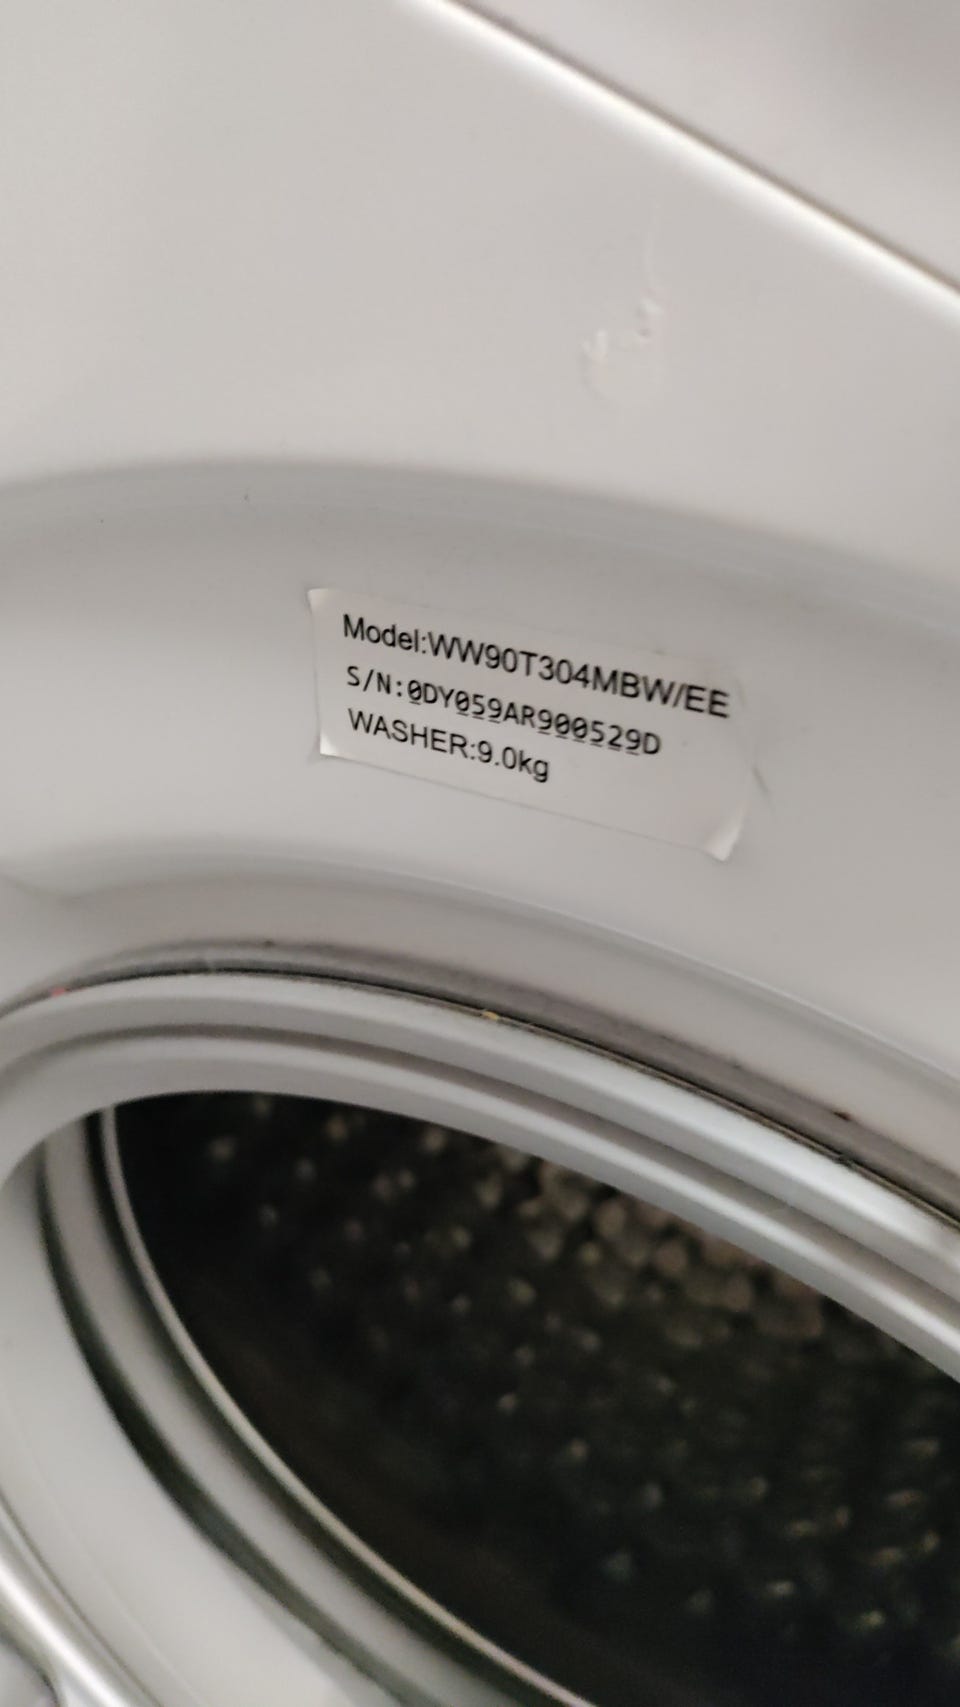 Model:WW90T304MBW/EE
S/N:0DY059AR900529D
WASHER:9.0kg